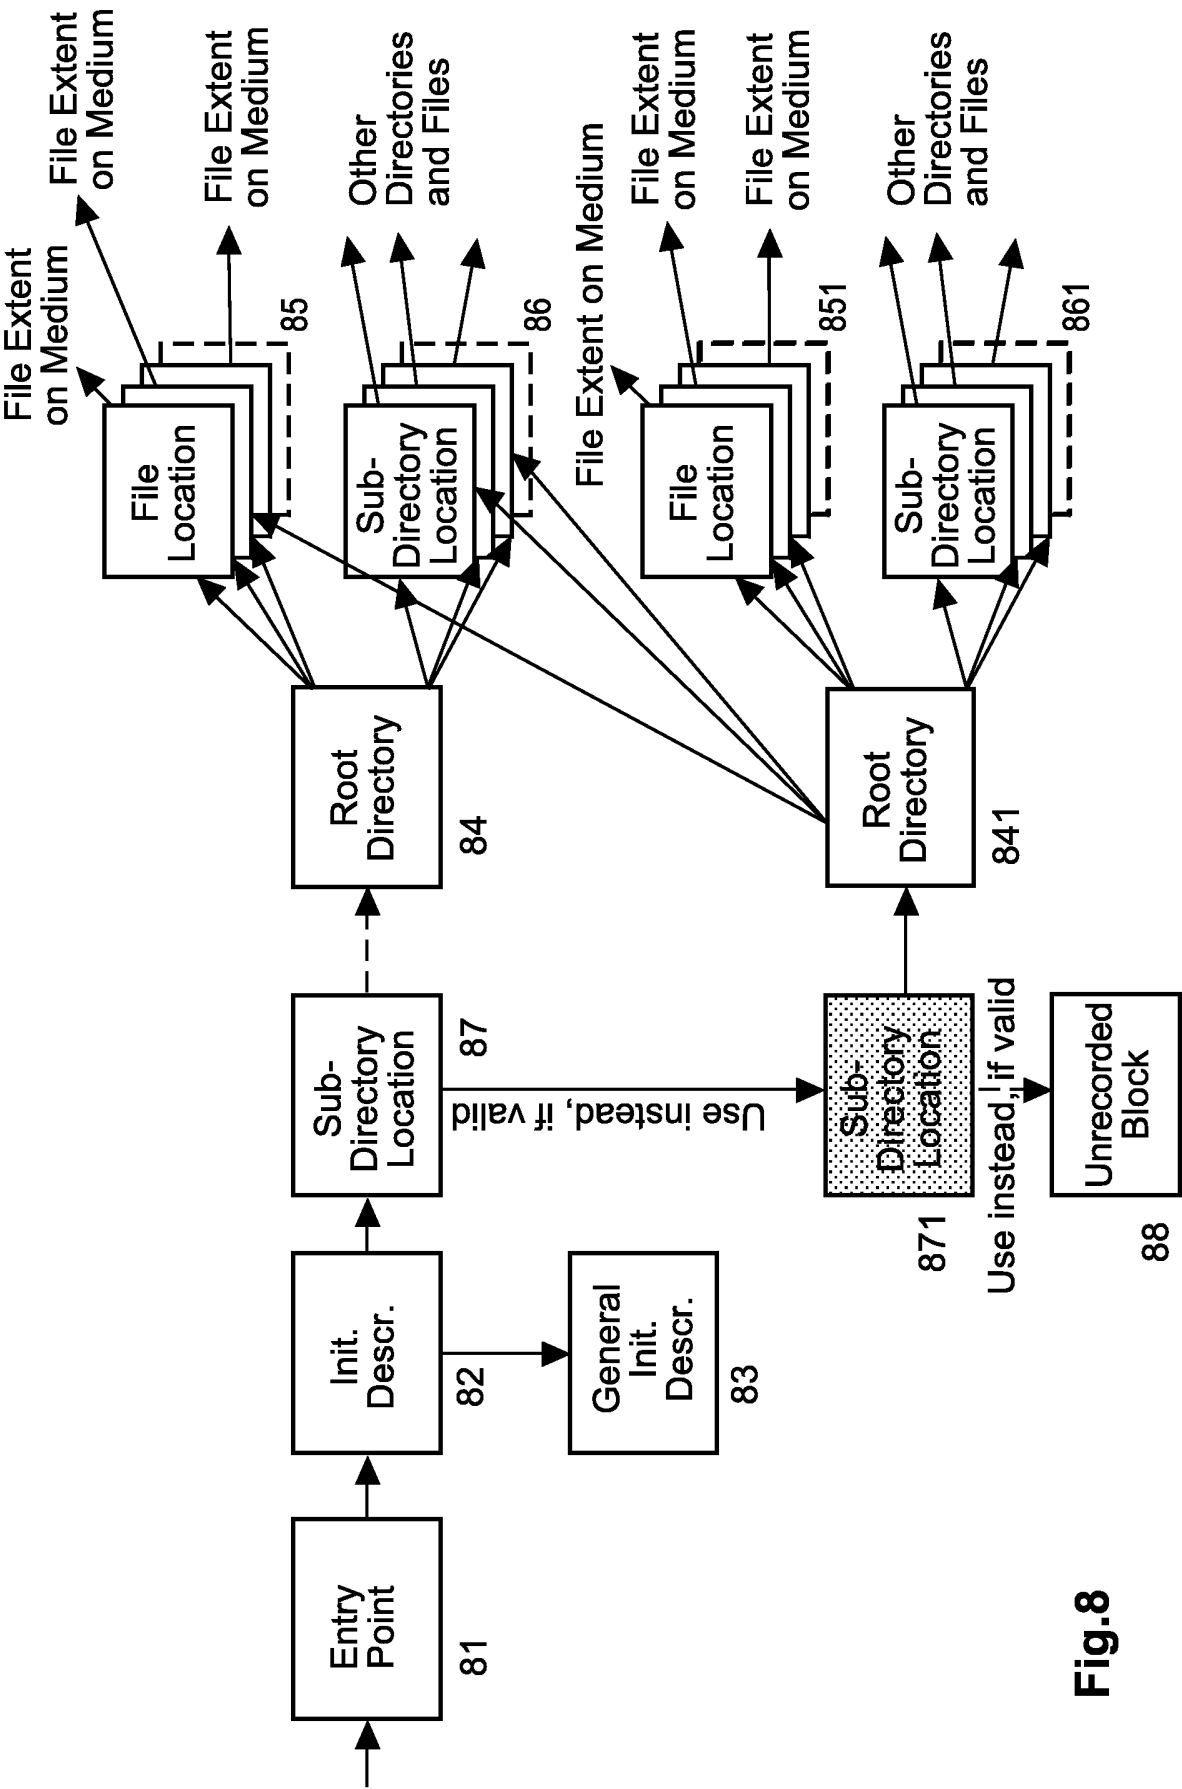 Entry
Point
81
Init.
Descr.
82
General
Init.
Descr.
83
Sub-
Directory
Location
87
Use instead, if valid
Root
Directory
84
File
Location
85
File Extent
on Medium
File Extent
on Medium
File Extent
on Medium
Sub-
Directory
Location
86
Other
Directories
and Files
Sub-
Directory
Location
871
Use instead, if valid
Unrecorded
Block
88
Root
Directory
841
File
Location
851
File Extent on Medium
File Extent
on Medium
File Extent
on Medium
Sub-
Directory
Location
861
Other
Directories
and Files
Fig.8